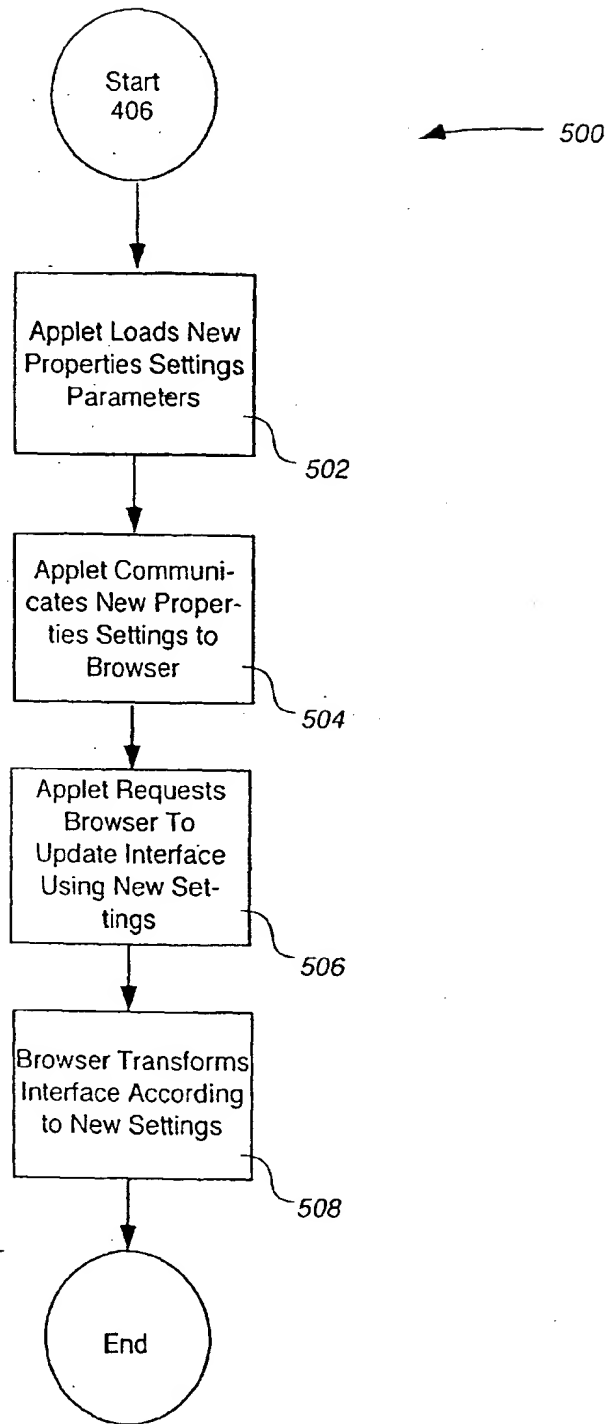 Start
406
500
Applet Loads New
Properties Settings
Parameters
502
Applet Communi-
cates New Proper-
ties Settings to
Browser
504
Applet Requests
Browser To
Update Interface
Using New Set-
tings
506
Browser Transforms
Interface According
to New Settings
508
End